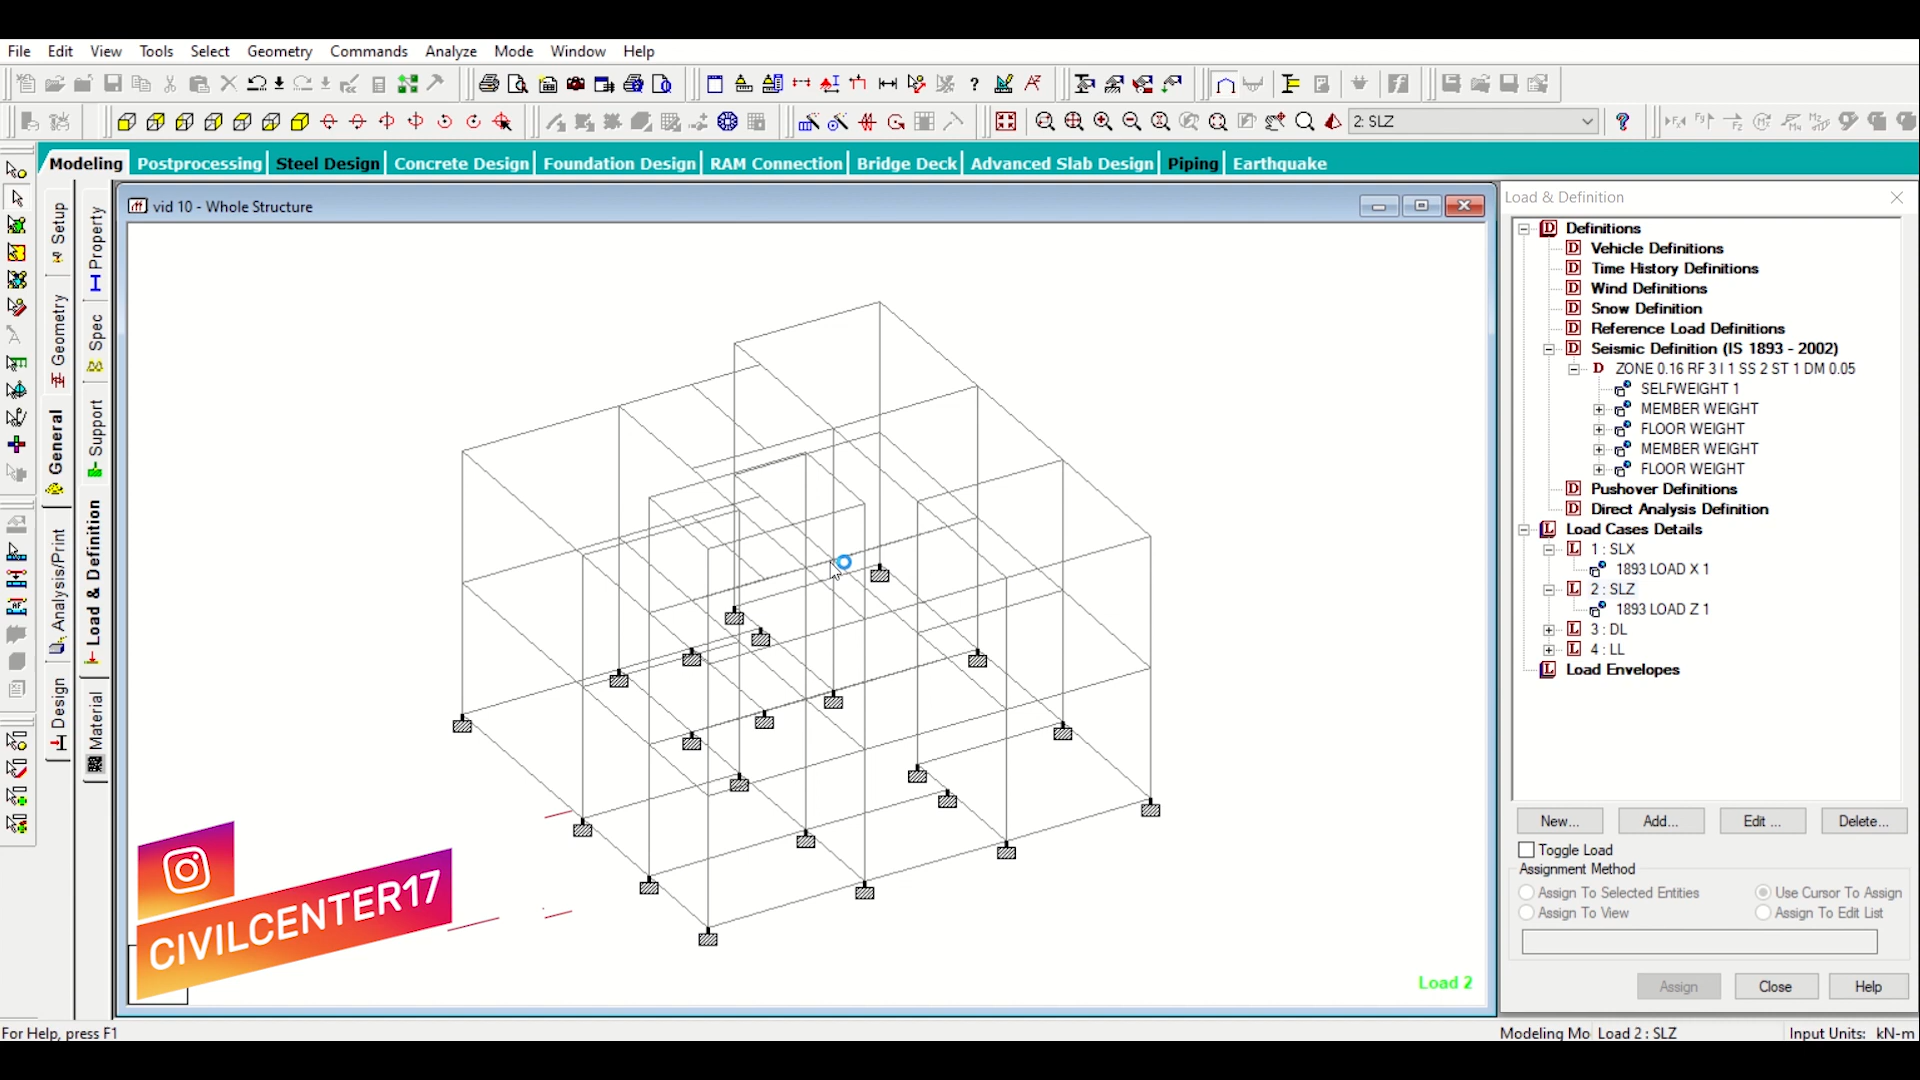 File Edit View Tools Select Geometry Commands Analyze Mode Window Help
2: SLZ
Modeling Postprocessing Steel Design Concrete Design Foundation Design RAM Connection Bridge Deck Advanced Slab Design Piping Earthquake
Setup
Geometry
General
Analysis/Print
Design
Property
Spec
Support
Load & Definition
Material
vid 10 - Whole Structure
Load 2
CIVILCENTER17
Load & Definition
Definitions
Vehicle Definitions
Time History Definitions
Wind Definitions
Snow Definition
Reference Load Definitions
Seismic Definition (IS 1893 - 2002)
ZONE 0.16 RF 3 I 1 SS 2 ST 1 DM 0.05
SELFWEIGHT 1
MEMBER WEIGHT
FLOOR WEIGHT
MEMBER WEIGHT
FLOOR WEIGHT
Pushover Definitions
Direct Analysis Definition
Load Cases Details
1 : SLX
1893 LOAD X 1
2 : SLZ
1893 LOAD Z 1
3 : DL
4 : LL
Load Envelopes
New... Add... Edit ... Delete...
Toggle Load
Assignment Method
Assign To Selected Entities Use Cursor To Assign
Assign To View Assign To Edit List
Assign Close Help
For Help, press F1 Modeling Mo Load 2 : SLZ Input Units: kN-m